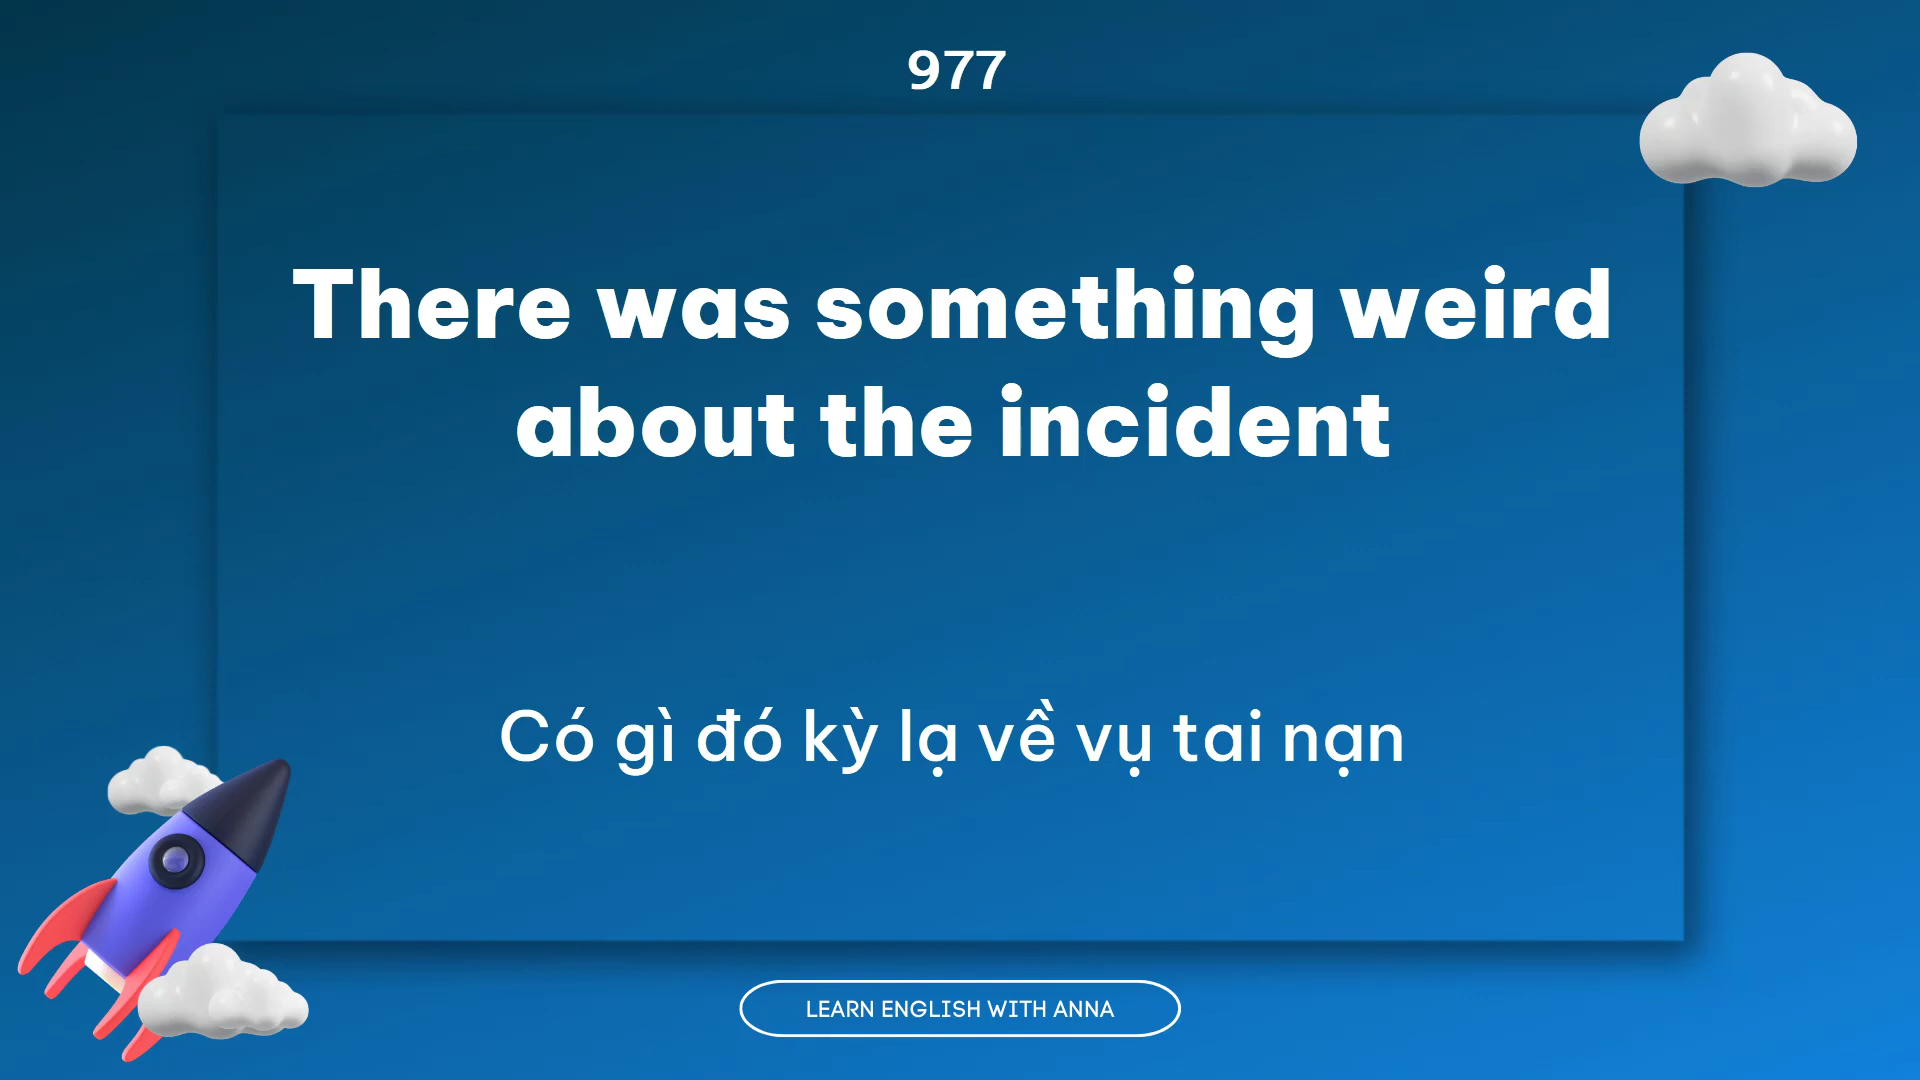 977
There was something weird
about the incident
Có gì đó kỳ lạ về vụ tai nạn
LEARN ENGLISH WITH ANNA